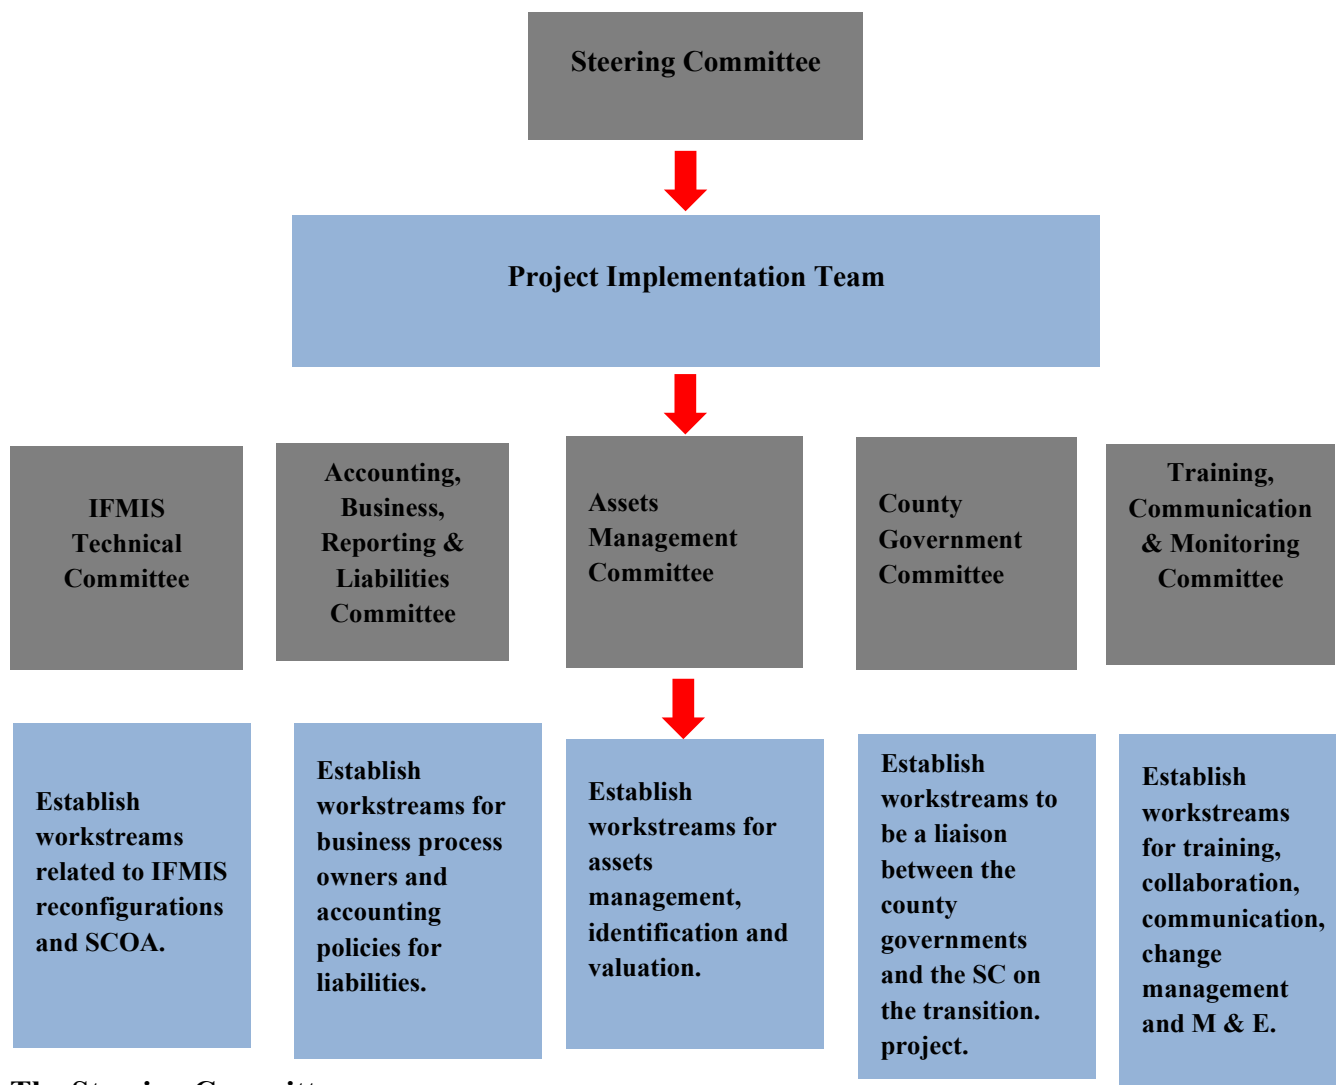 Steering Committee
Project Implementation Team
IFMIS
Technical
Committee
Accounting,
Business,
Reporting &
Liabilities
Committee
Assets
Management
Committee
County
Government
Committee
Training,
Communication
& Monitoring
Committee
Establish
workstreams
related to IFMIS
reconfigurations
and SCOA.
Establish
workstreams for
business process
owners and
accounting
policies for
liabilities.
Establish
workstreams for
assets
management,
identification and
valuation.
Establish
workstreams to
be a liaison
between the
county
governments
and the SC on
the transition.
project.
Establish
workstreams
for training,
collaboration,
communication,
change
management
and M & E.
The Steering Committee